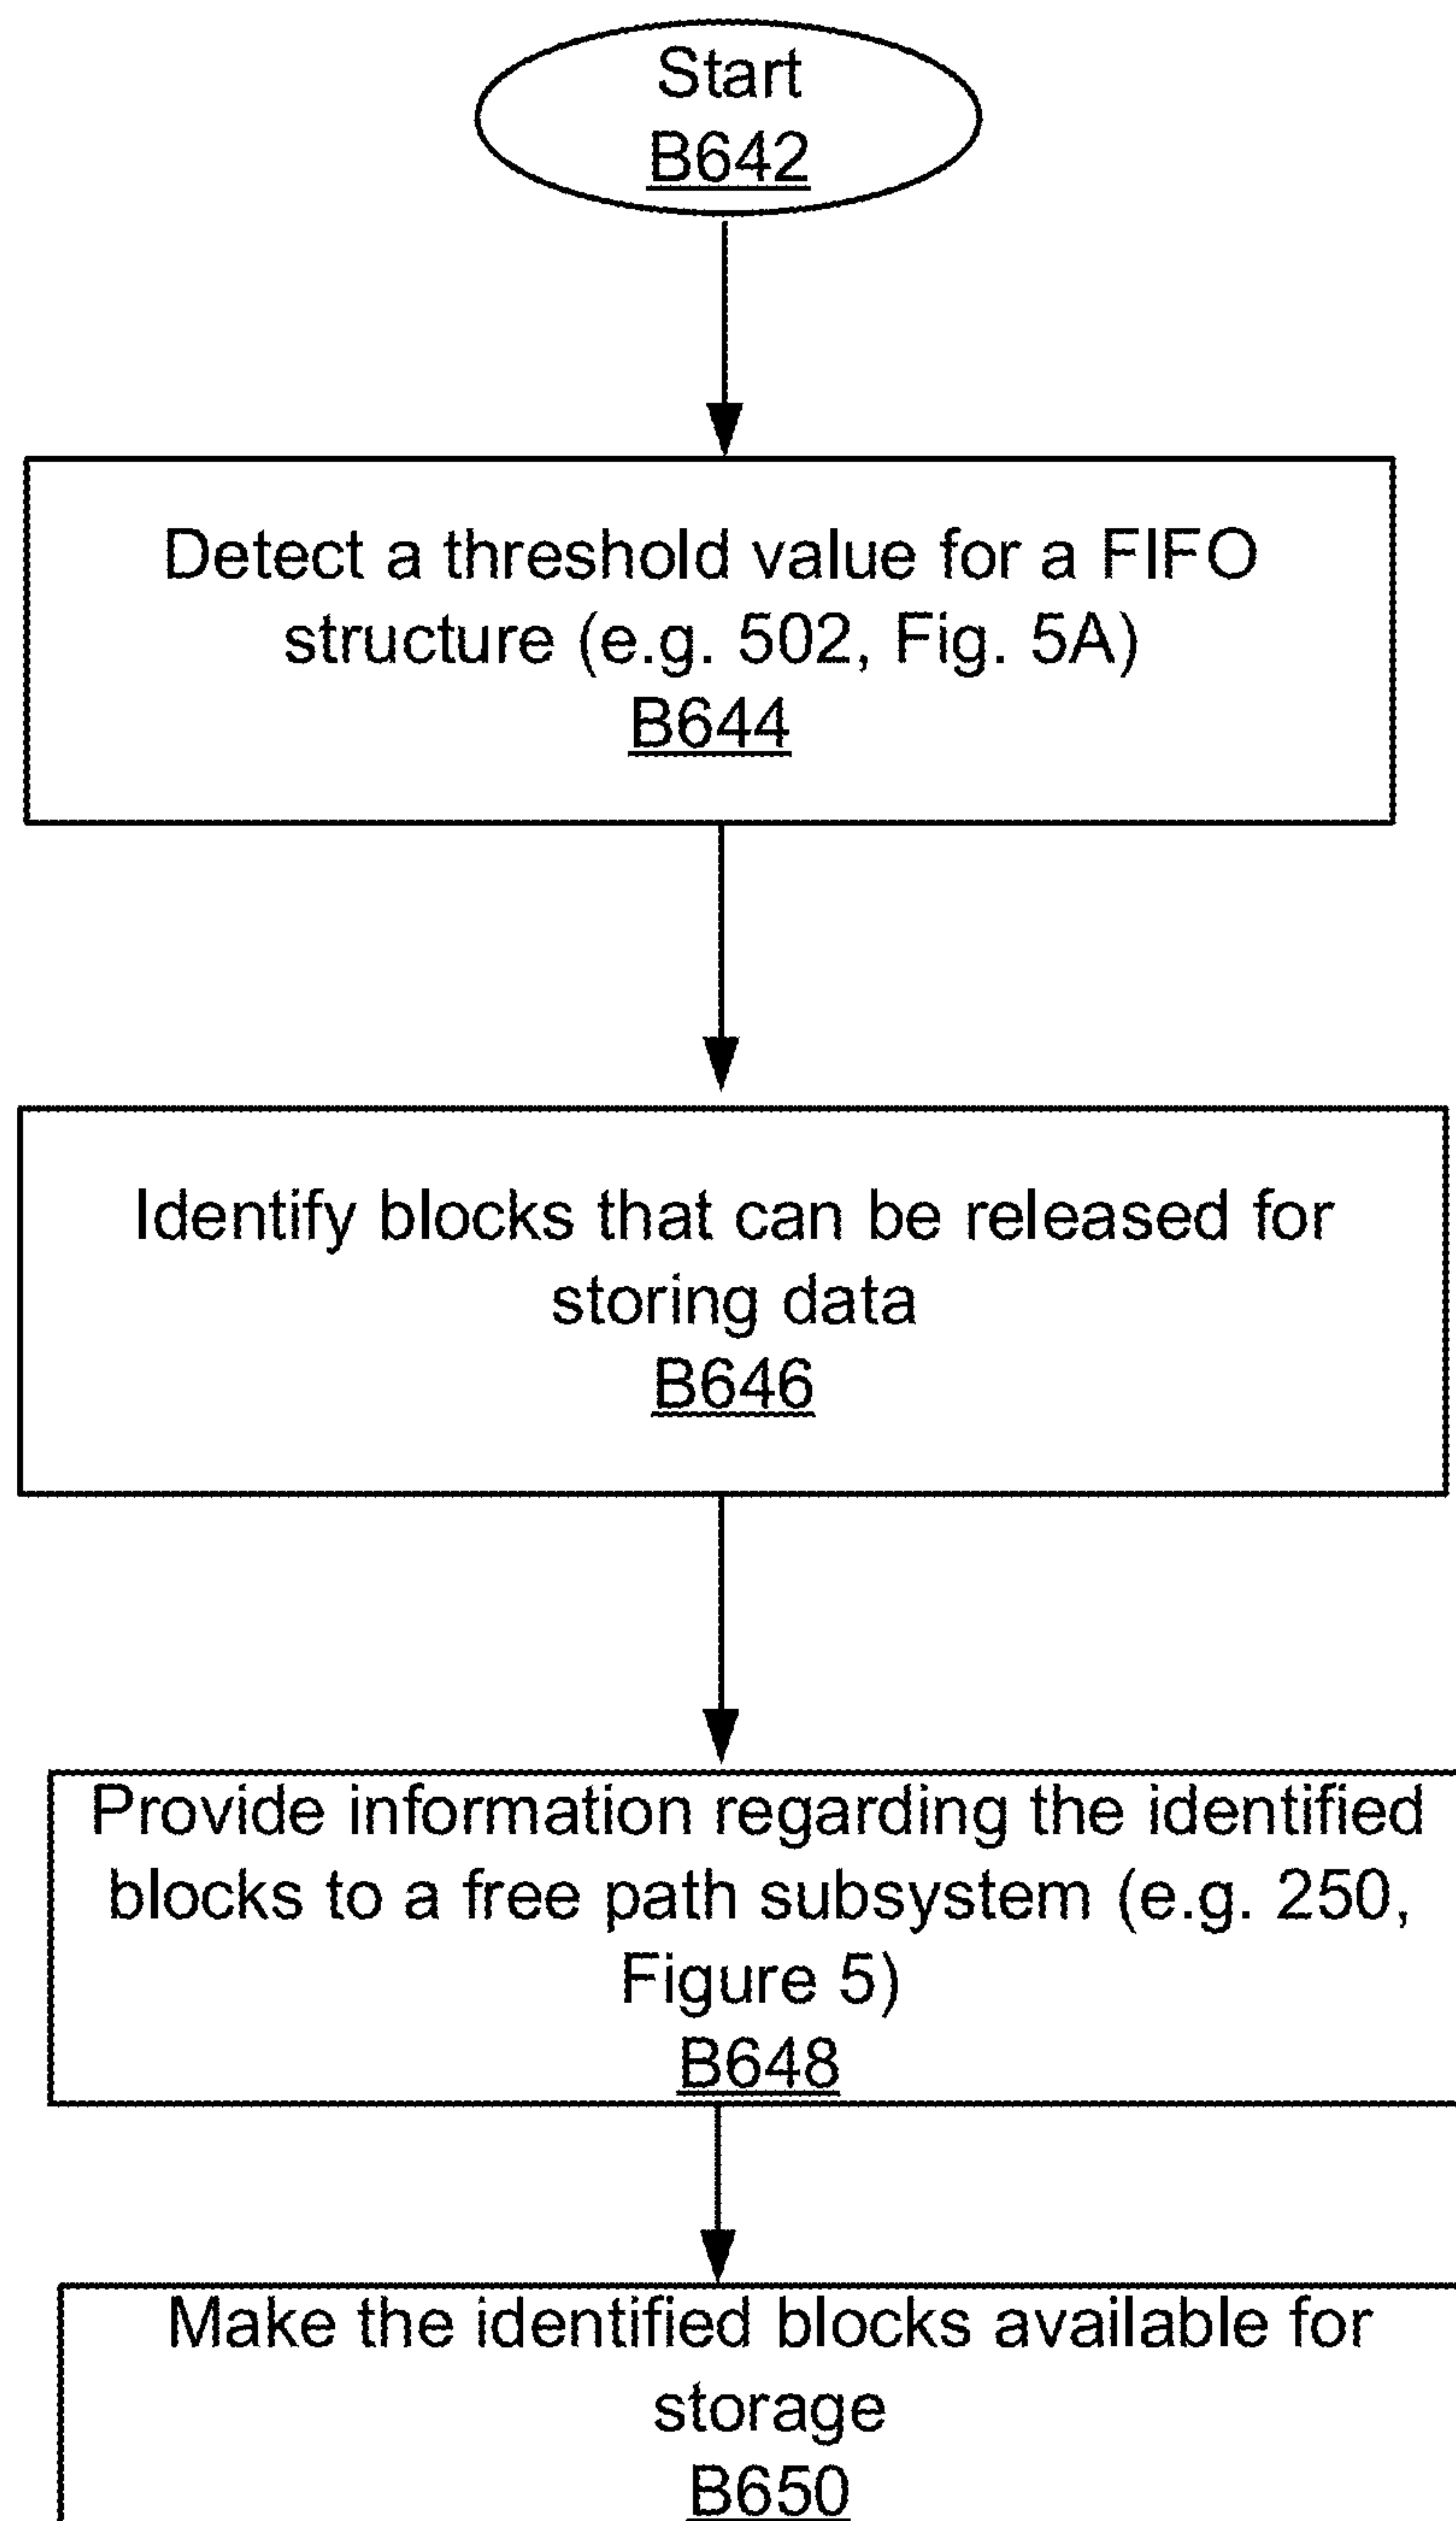 Start
B642
Detect a threshold value for a FIFO
structure (e.g. 502, Fig. 5A)
B644
Identify blocks that can be released for
storing data
B646
Provide information regarding the identified
blocks to a free path subsystem (e.g. 250,
Figure 5)
B648
Make the identified blocks available for
storage
B650